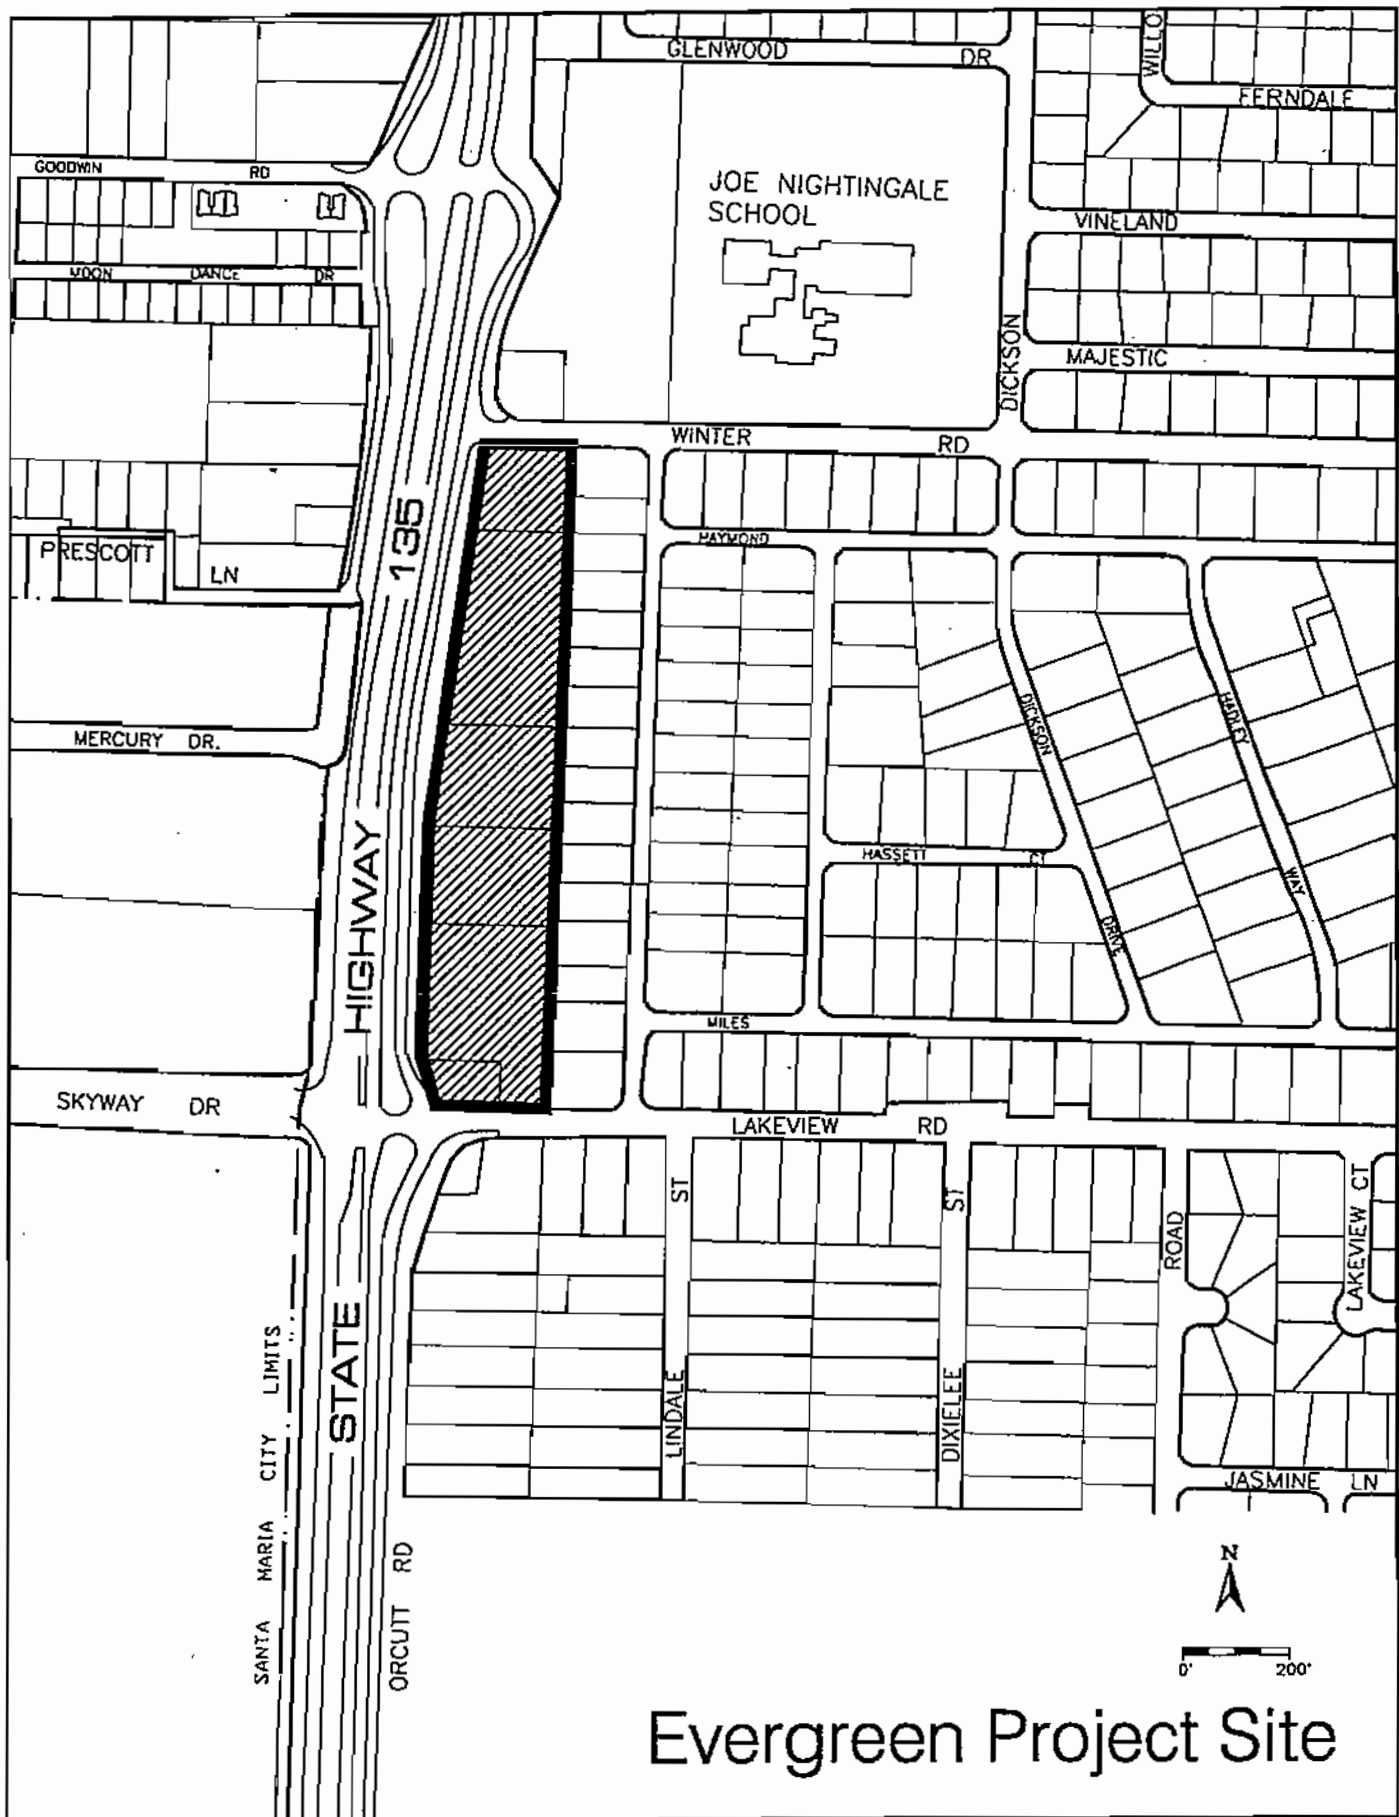 GLENWOOD DR
WILLO
FERNDALE
GOODWIN RD
JOE NIGHTINGALE
SCHOOL
VINELAND
MOON DANCE DR
DICKSON
MAJESTIC
WINTER RD
135
RAYMOND
PRESCOTT
LN
DICKSON
HADLEY
MERCURY DR.
HASSETT CT
HIGHWAY
WAY
DRIVE
MILES
SKYWAY DR
LAKEVIEW RD
ST
ST
ROAD
LAKEVIEW CT
STATE
SANTA MARIA CITY LIMITS
LINDALE
DIXIELEE
JASMINE LN
ORCUTT RD
N
0' 200'
Evergreen Project Site